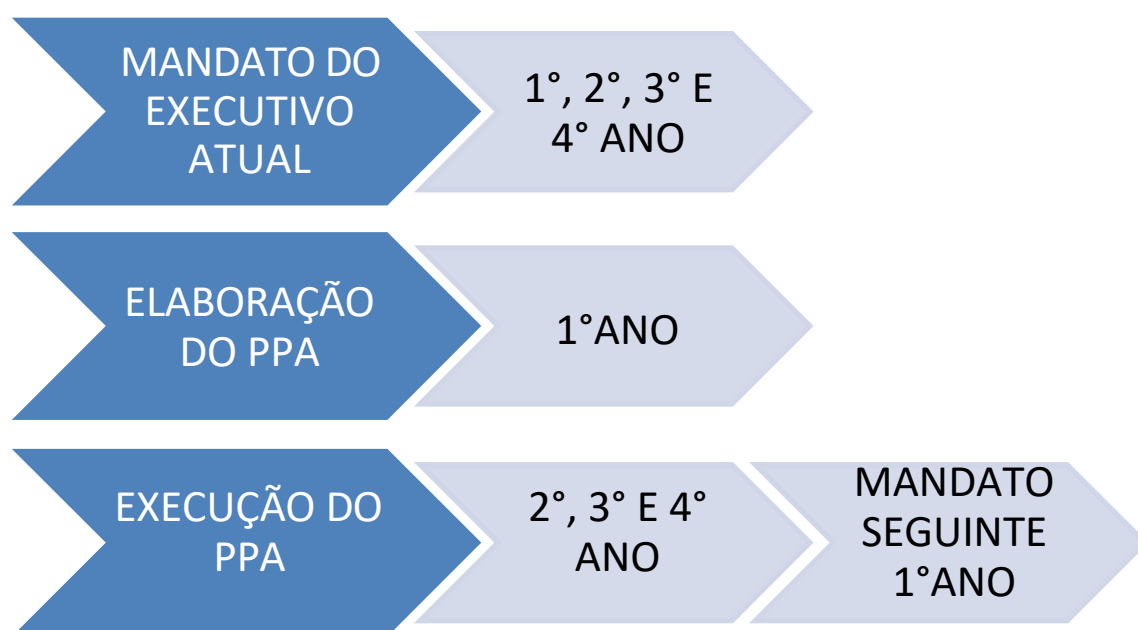 MANDATO DO
EXECUTIVO
ATUAL
1°, 2°, 3° E
4° ANO
ELABORAÇÃO
DO PPA
1°ANO
EXECUÇÃO DO
PPA
2°, 3° E 4°
ANO
MANDATO
SEGUINTE
1°ANO